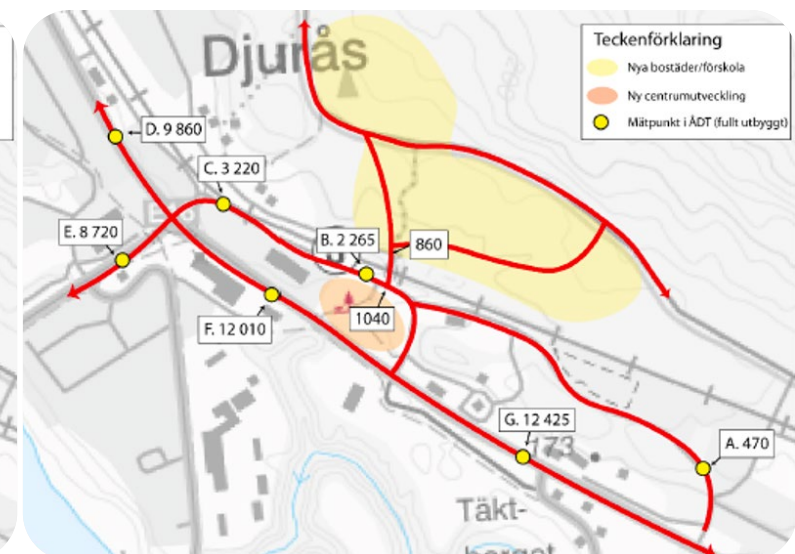 Djurås
Teckenförklaring
Nya bostäder/förskola
Ny centrumutveckling
Mätpunkt i ÅDT (fullt utbyggt)
D. 9 860
C. 3 220
E. 8 720
B. 2 265
860
1040
F. 12 010
G. 12 425
173
A. 470
Täkt-
berget